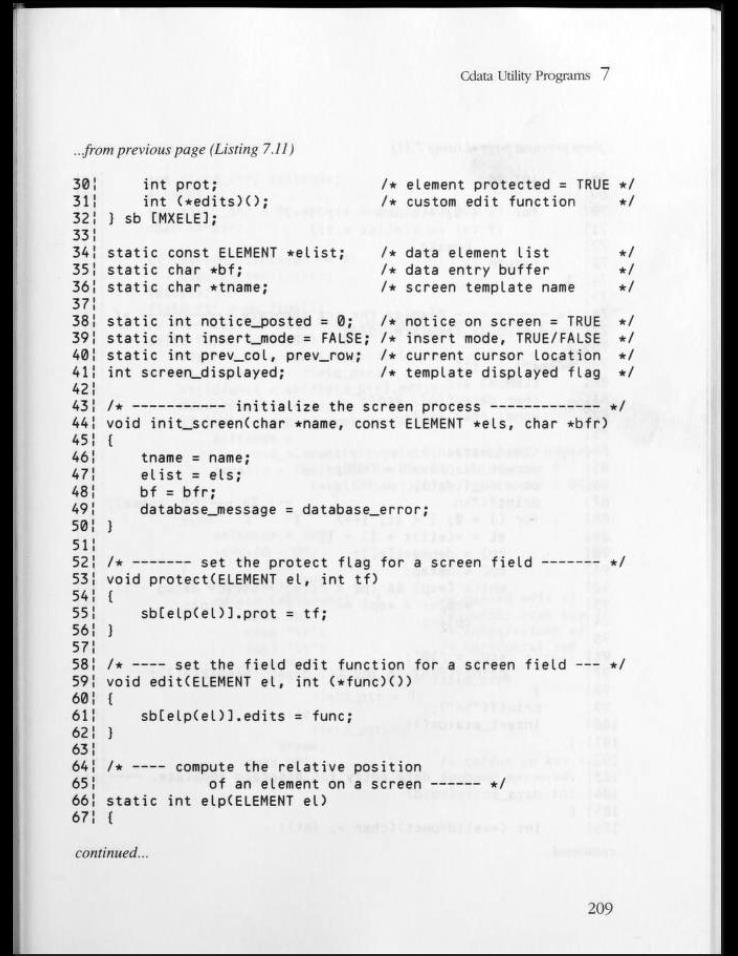 Cdata Utility Programs 7
...from previous page (Listing 7.11)
30¦ int prot; /* element protected = TRUE */
31¦ int (*edits)(); /* custom edit function */
32¦ } sb [MXELE];
33¦
34¦ static const ELEMENT *elist; /* data element list */
35¦ static char *bf; /* data entry buffer */
36¦ static char *tname; /* screen template name */
37¦
38¦ static int notice_posted = 0; /* notice on screen = TRUE */
39¦ static int insert_mode = FALSE; /* insert mode, TRUE/FALSE */
40¦ static int prev_col, prev_row; /* current cursor location */
41¦ int screen_displayed; /* template displayed flag */
42¦
43¦ /* ----------- initialize the screen process ------------- */
44¦ void init_screen(char *name, const ELEMENT *els, char *bfr)
45¦ {
46¦ tname = name;
47¦ elist = els;
48¦ bf = bfr;
49¦ database_message = database_error;
50¦ }
51¦
52¦ /* ------- set the protect flag for a screen field ------- */
53¦ void protect(ELEMENT el, int tf)
54¦ {
55¦ sb[elp(el)].prot = tf;
56¦ }
57¦
58¦ /* ---- set the field edit function for a screen field --- */
59¦ void edit(ELEMENT el, int (*func)())
60¦ {
61¦ sb[elp(el)].edits = func;
62¦ }
63¦
64¦ /* ---- compute the relative position
65¦ of an element on a screen ------ */
66¦ static int elp(ELEMENT el)
67¦ {
continued...
209